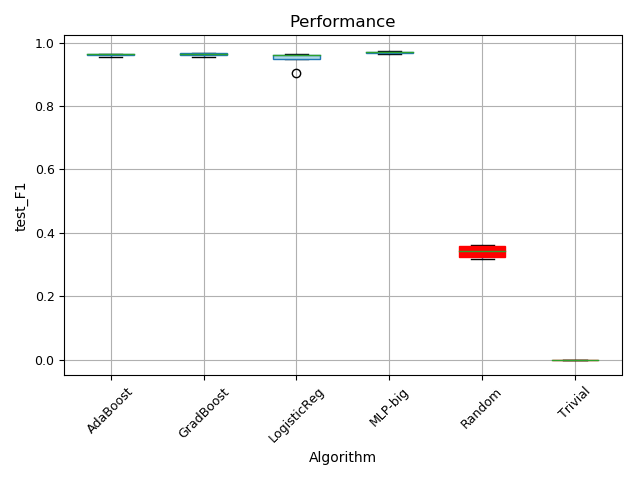 Performance
test_F1
1.0
0.8
0.6
0.4
0.2
0.0
AdaBoost
GradBoost
LogisticReg
MLP-big
Random
Trivial
Algorithm